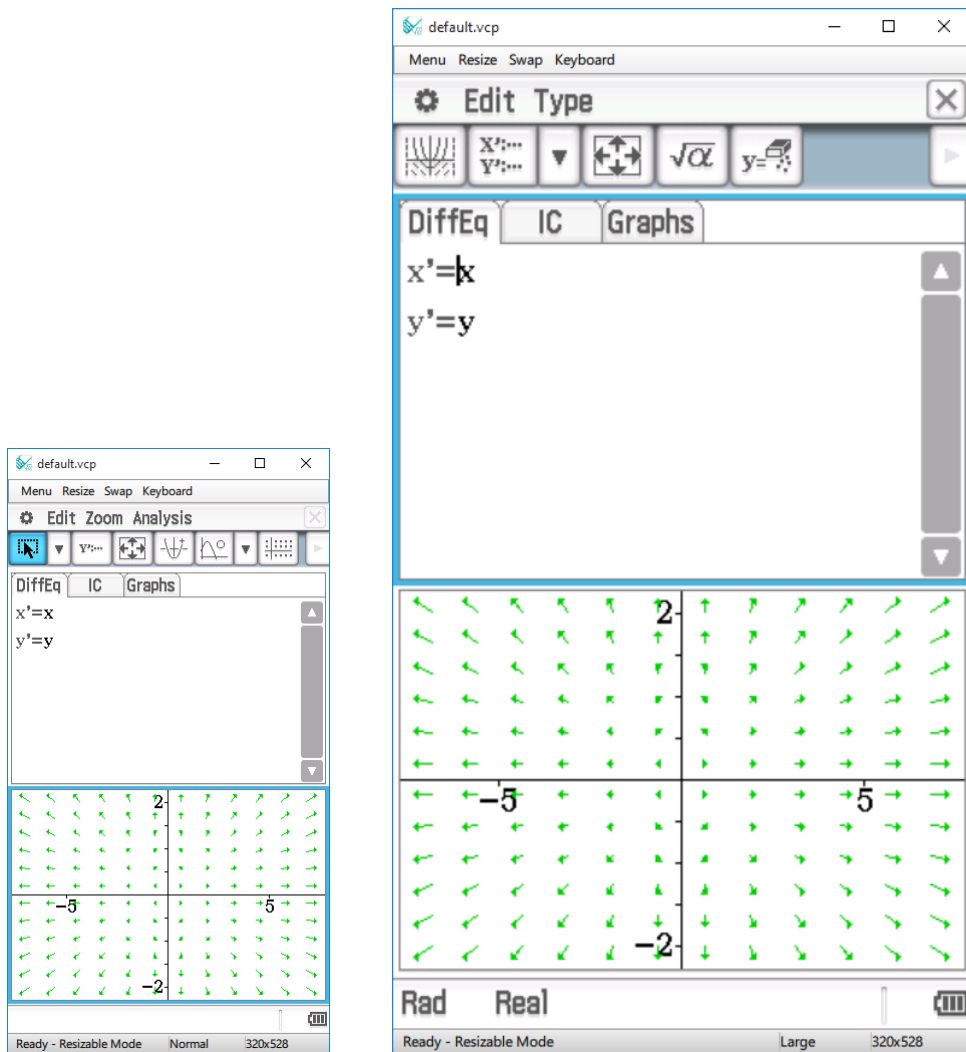 default.vcp
Menu Resize Swap Keyboard
Edit Zoom Analysis
Y':···
DiffEq IC Graphs
x'=x
y'=y
2
-5 5
-2
Ready - Resizable Mode Normal 320x528
default.vcp
Menu Resize Swap Keyboard
Edit Type
X':···
Y':···
√α
y=
DiffEq IC Graphs
x'=x
y'=y
2
-5 5
-2
Rad Real
Ready - Resizable Mode Large 320x528